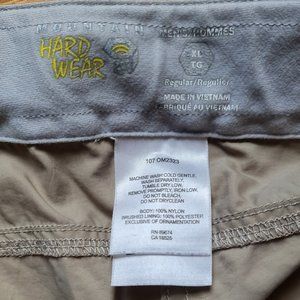 MOUNTAIN
HARD
WEAR
MEN/HOMMES
XL
TG
Regular/Regulier
MADE IN VIETNAM
FABRIQUÉ AU VIETNAM
107 OM2323
MACHINE WASH COLD GENTLE,
WASH SEPARATELY,
TUMBLE DRY LOW,
REMOVE PROMPTLY, IRON LOW,
DO NOT BLEACH,
DO NOT DRYCLEAN
BODY: 100% NYLON
BRUSHED LINING: 100% POLYESTER
EXCLUSIVE OF ORNAMENTATION
RN 89674
CA